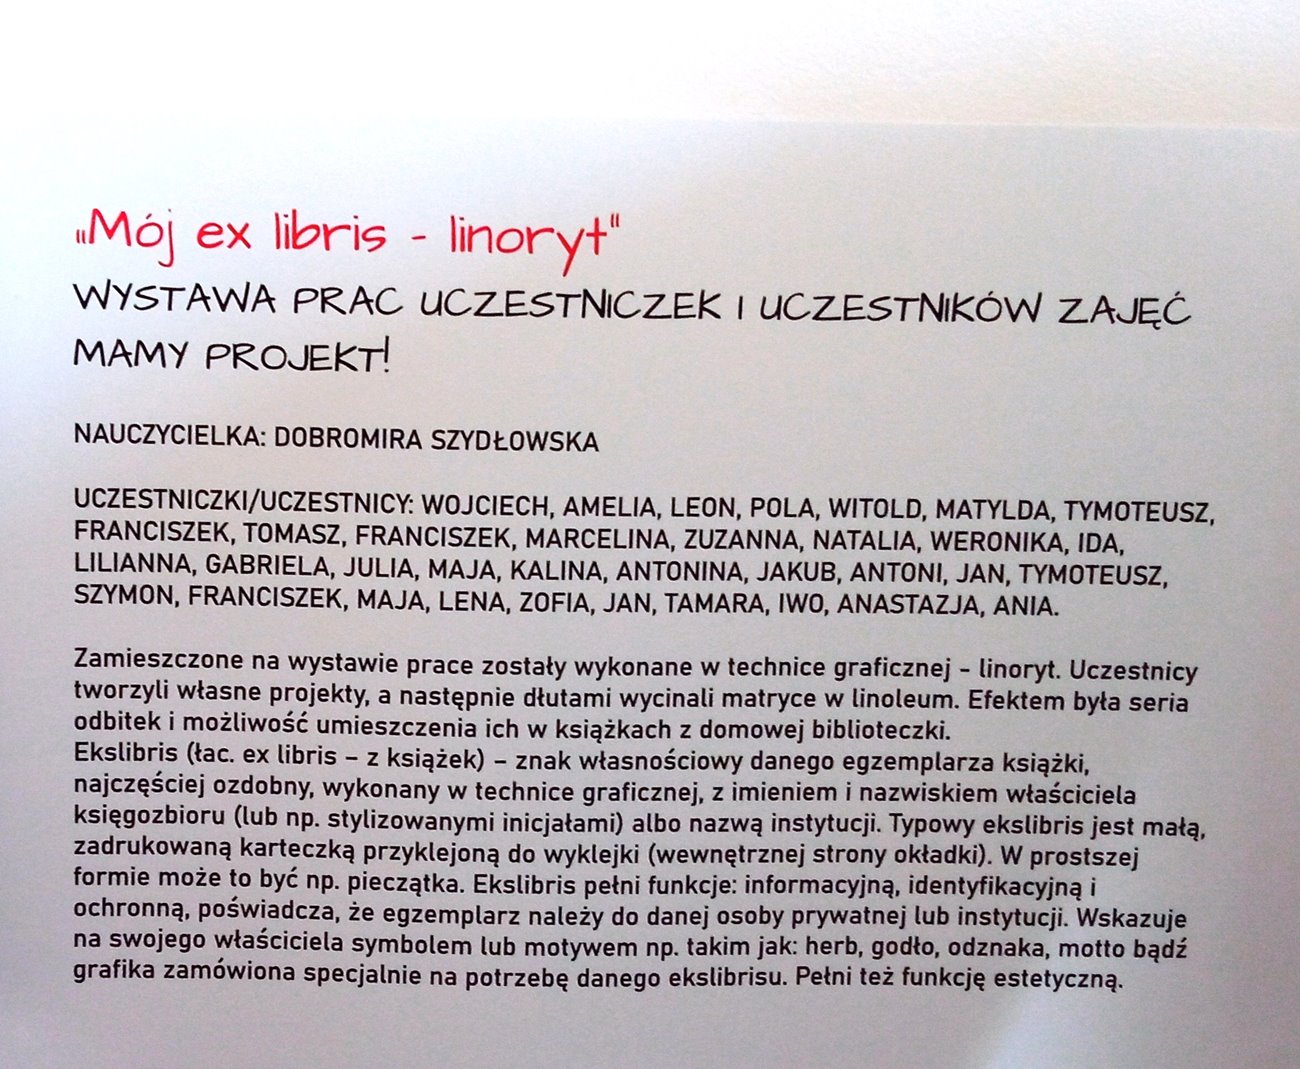 „Mój ex libris - linoryt"
WYSTAWA PRAC UCZESTNICZEK I UCZESTNIKÓW ZAJĘĆ
MAMY PROJEKT!
NAUCZYCIELKA: DOBROMIRA SZYDŁOWSKA
UCZESTNICZKI/UCZESTNICY: WOJCIECH, AMELIA, LEON, POLA, WITOLD, MATYLDA, TYMOTEUSZ,
FRANCISZEK, TOMASZ, FRANCISZEK, MARCELINA, ZUZANNA, NATALIA, WERONIKA, IDA,
LILIANNA, GABRIELA, JULIA, MAJA, KALINA, ANTONINA, JAKUB, ANTONI, JAN, TYMOTEUSZ,
SZYMON, FRANCISZEK, MAJA, LENA, ZOFIA, JAN, TAMARA, IWO, ANASTAZJA, ANIA.
Zamieszczone na wystawie prace zostały wykonane w technice graficznej – linoryt. Uczestnicy
tworzyli własne projekty, a następnie dłutami wycinali matryce w linoleum. Efektem była seria
odbitek i możliwość umieszczenia ich w książkach z domowej biblioteczki.
Ekslibris (łac. ex libris – z książek) – znak własnościowy danego egzemplarza książki,
najczęściej ozdobny, wykonany w technice graficznej, z imieniem i nazwiskiem właściciela
księgozbioru (lub np. stylizowanymi inicjałami) albo nazwą instytucji. Typowy ekslibris jest małą,
zadrukowaną karteczką przyklejoną do wyklejki (wewnętrznej strony okładki). W prostszej
formie może to być np. pieczątka. Ekslibris pełni funkcje: informacyjną, identyfikacyjną i
ochronną, poświadcza, że egzemplarz należy do danej osoby prywatnej lub instytucji. Wskazuje
na swojego właściciela symbolem lub motywem np. takim jak: herb, godło, odznaka, motto bądź
grafika zamówiona specjalnie na potrzebę danego ekslibrisu. Pełni też funkcję estetyczną.